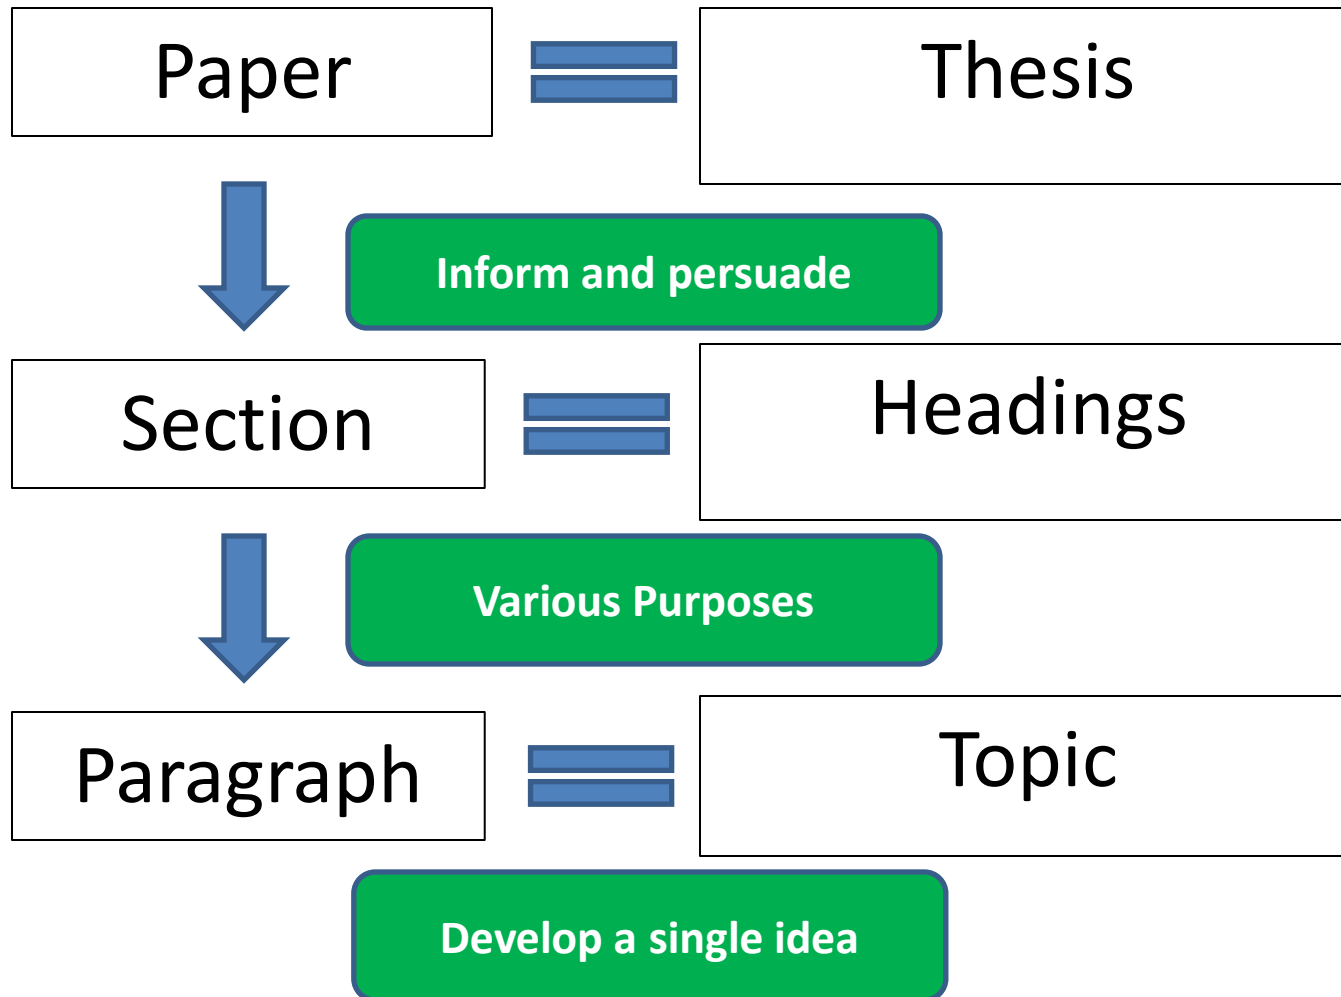 Paper
Thesis
Inform and persuade
Section
Headings
Various Purposes
Paragraph
Topic
Develop a single idea